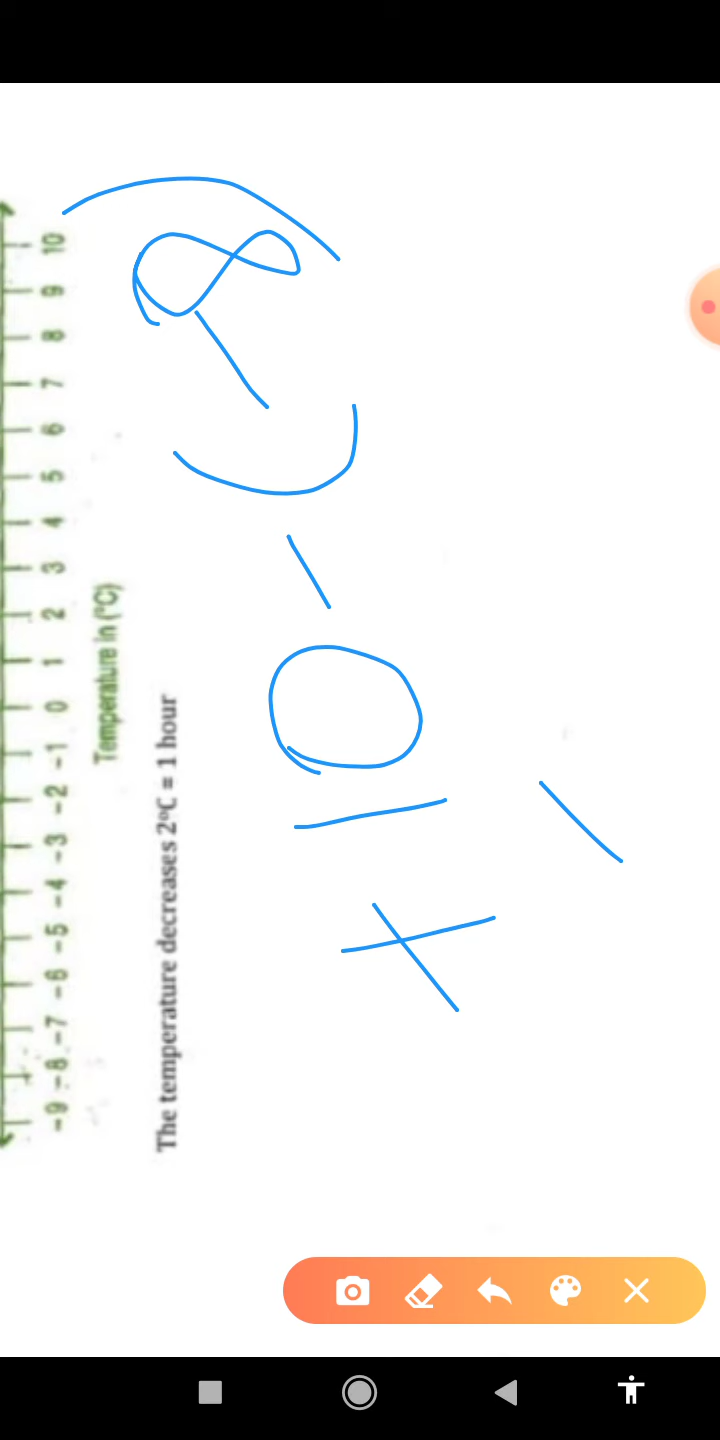 −9 −8 −7 −6 −5 −4 −3 −2 −1 0 1 2 3 4 5 6 7 8 9 10
Temperature in (°C)
The temperature decreases 2°C = 1 hour
+10-(-8)
-